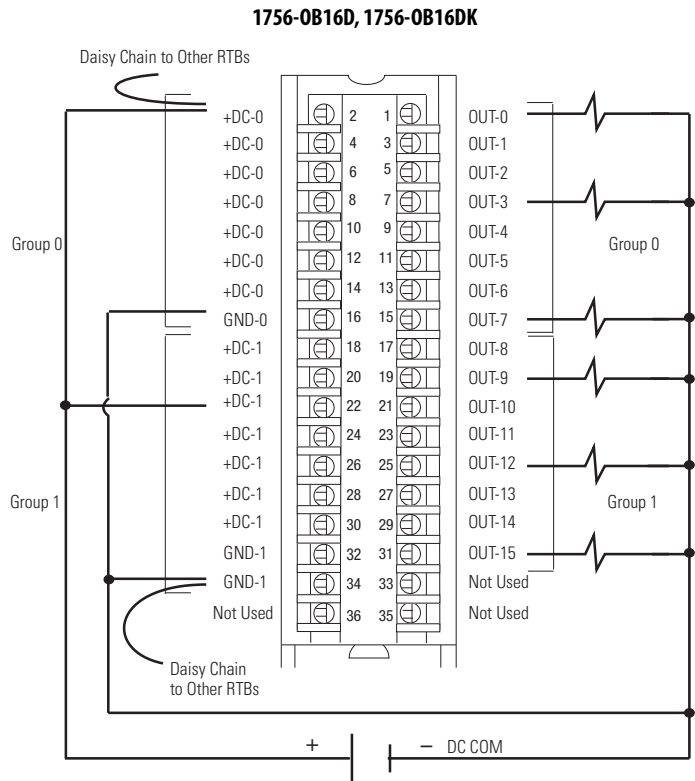 1756-OB16D, 1756-OB16DK
Daisy Chain to Other RTBs
+DC-0 2 1 OUT-0
+DC-0 4 3 OUT-1
+DC-0 6 5 OUT-2
+DC-0 8 7 OUT-3
Group 0 +DC-0 10 9 OUT-4 Group 0
+DC-0 12 11 OUT-5
+DC-0 14 13 OUT-6
GND-0 16 15 OUT-7
+DC-1 18 17 OUT-8
+DC-1 20 19 OUT-9
+DC-1 22 21 OUT-10
+DC-1 24 23 OUT-11
+DC-1 26 25 OUT-12
Group 1 +DC-1 28 27 OUT-13 Group 1
+DC-1 30 29 OUT-14
GND-1 32 31 OUT-15
GND-1 34 33 Not Used
Not Used 36 35 Not Used
Daisy Chain
to Other RTBs
+ – DC COM